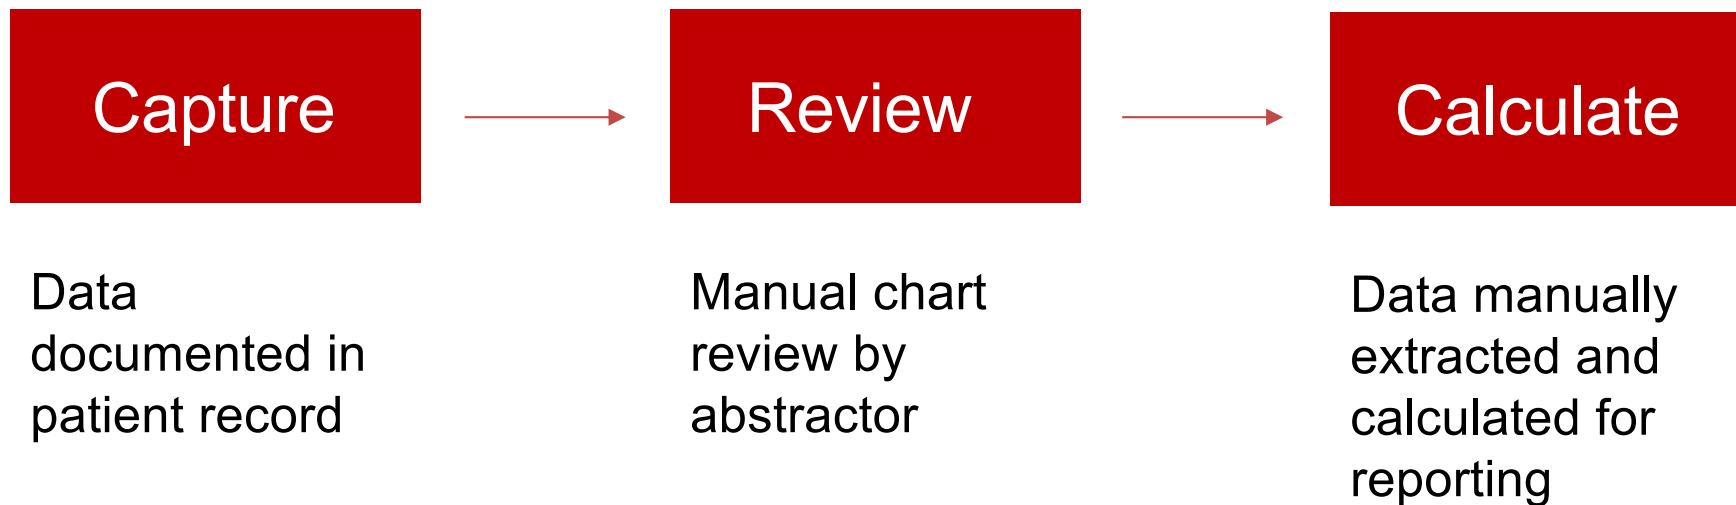 Capture
Review
Calculate
Data
documented in
patient record
Manual chart
review by
abstractor
Data manually
extracted and
calculated for
reporting